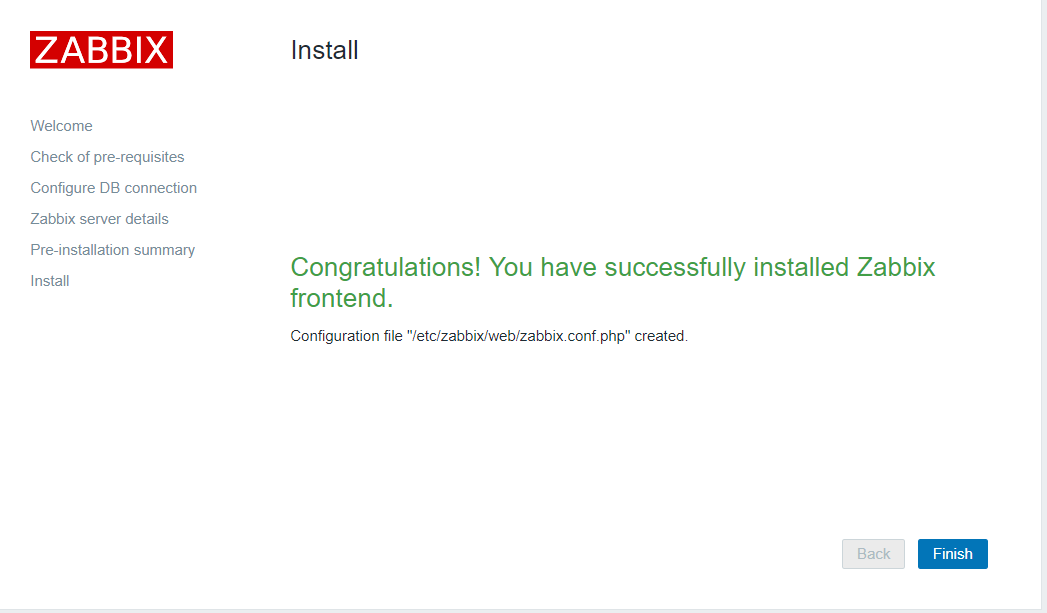 ZABBIX
Install
Welcome
Check of pre-requisites
Configure DB connection
Zabbix server details
Pre-installation summary
Install
Congratulations! You have successfully installed Zabbix
frontend.
Configuration file "/etc/zabbix/web/zabbix.conf.php" created.
Back
Finish